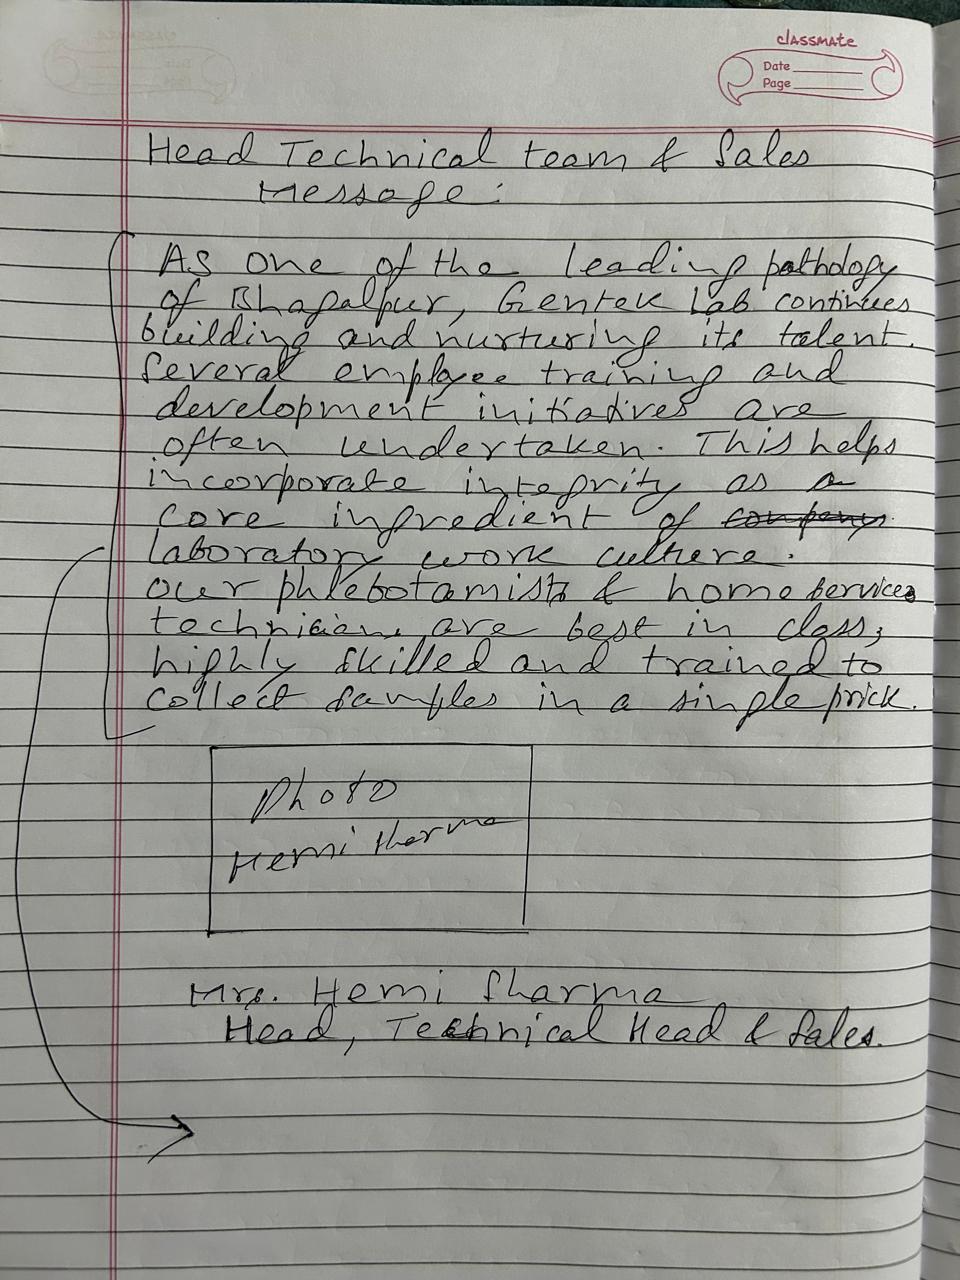 classmate
Date
Page
Head Technical team & Sales
Message:
As one of the leading pathology
of Bhagalpur, Gentek Lab continues
building and nurturing its talent.
Several employee training and
development initiatives are
often undertaken. This helps
incorporate integrity as a
core ingredient of company
laboratory work culture.
Our phlebotamists & home services
technicians are best in class,
highly skilled and trained to
collect samples in a single prick.
Photo
Hemi Sharma
Mrs. Hemi Sharma
Head, Technical Head & Sales.